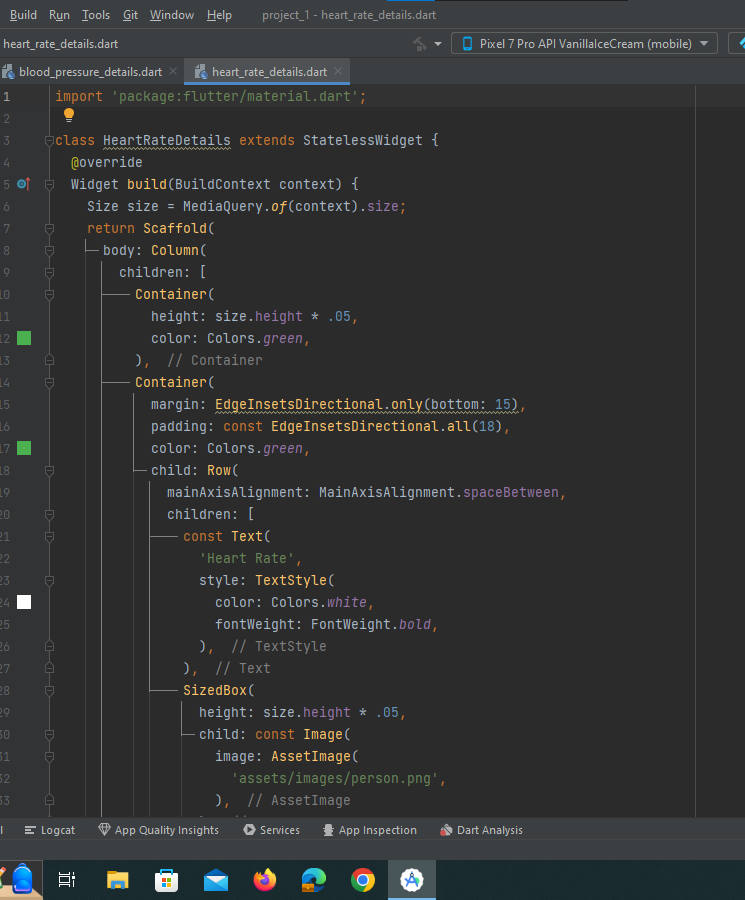 Build Run Tools Git Window Help project_1 - heart_rate_details.dart
heart_rate_details.dart Pixel 7 Pro API VanillaIceCream (mobile)
blood_pressure_details.dart heart_rate_details.dart
1 import 'package:flutter/material.dart';
2
3 class HeartRateDetails extends StatelessWidget {
4 @override
5 Widget build(BuildContext context) {
6 Size size = MediaQuery.of(context).size;
7 return Scaffold(
8 body: Column(
9 children: [
10 Container(
11 height: size.height * .05,
12 color: Colors.green,
13 ), // Container
14 Container(
15 margin: EdgeInsetsDirectional.only(bottom: 15),
16 padding: const EdgeInsetsDirectional.all(18),
17 color: Colors.green,
18 child: Row(
19 mainAxisAlignment: MainAxisAlignment.spaceBetween,
20 children: [
21 const Text(
22 'Heart Rate',
23 style: TextStyle(
24 color: Colors.white,
25 fontWeight: FontWeight.bold,
26 ), // TextStyle
27 ), // Text
28 SizedBox(
29 height: size.height * .05,
30 child: const Image(
31 image: AssetImage(
32 'assets/images/person.png',
33 ), // AssetImage
Logcat App Quality Insights Services App Inspection Dart Analysis